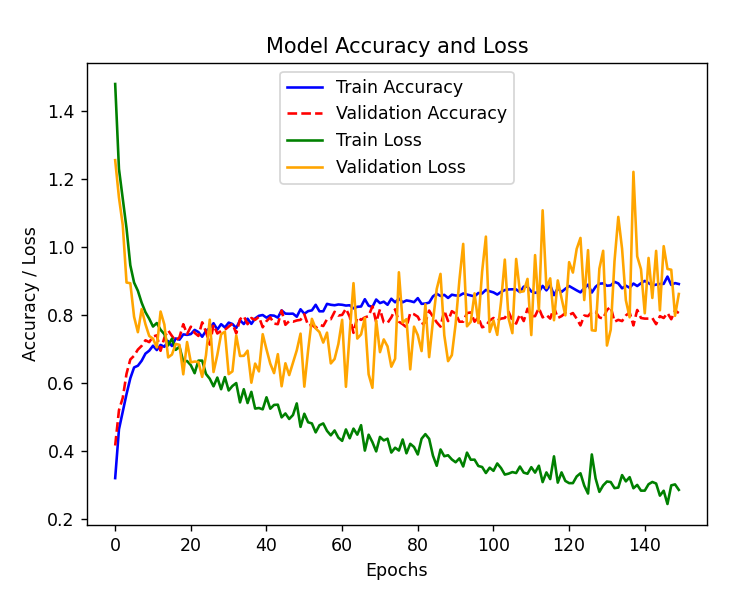 Model Accuracy and Loss
Train Accuracy
Validation Accuracy
Train Loss
Validation Loss
1.4
1.2
1.0
0.8
0.6
0.4
0.2
Accuracy / Loss
0 20 40 60 80 100 120 140
Epochs